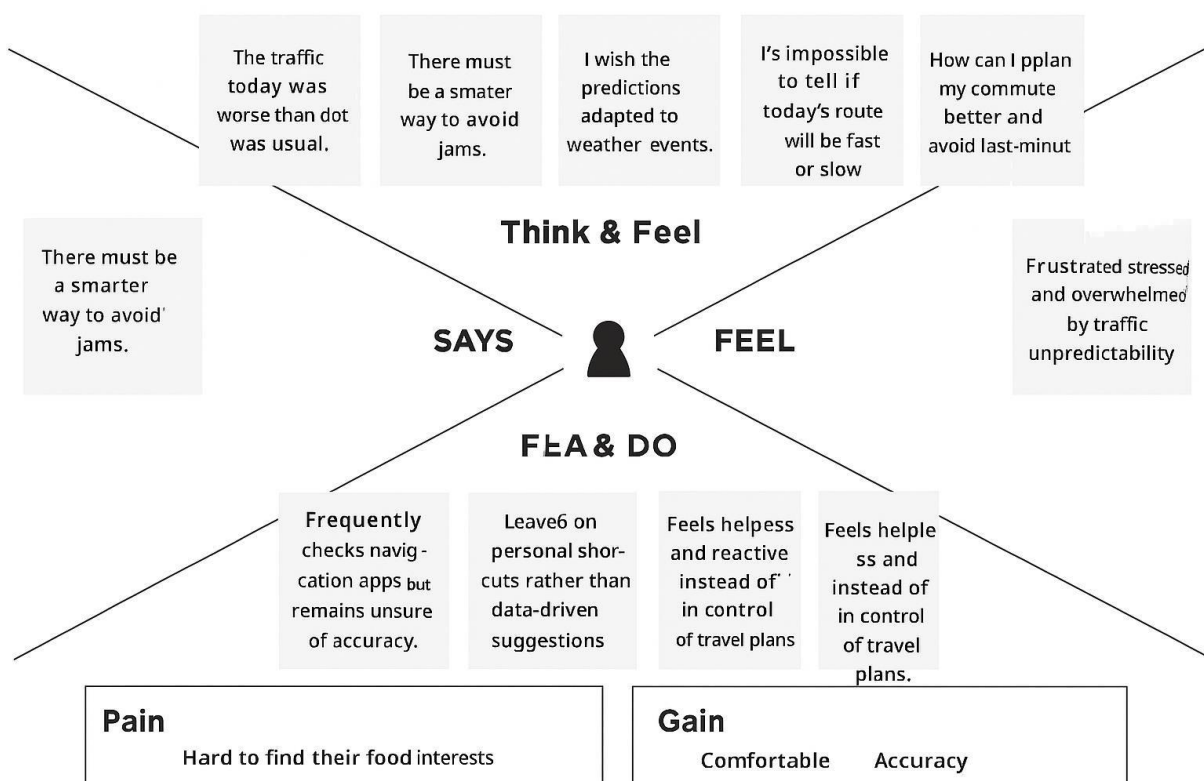 The traffic
today was
worse than dot
was usual.
There must
be a smater
way to avoid
jams.
I wish the
predictions
adapted to
weather events.
I's impossible
to tell if
today's route
will be fast
or slow
How can I pplan
my commute
better and
avoid last-minut
Think & Feel
There must be
a smarter
way to avoid'
jams.
SAYS
FEEL
Frustrated stressed
and overwhelmed
by traffic
unpredictability
FEA & DO
Frequently
checks navig-
cation apps but
remains unsure
of accuracy.
Leave6 on
personal shor-
cuts rather than
data-driven
suggestions
Feels helpess
and reactive
instead of' '
in control
of travel plans
Feels helple
ss and
instead of
in control
of travel
plans.
Pain
Hard to find their food interests
Gain
Comfortable Accuracy